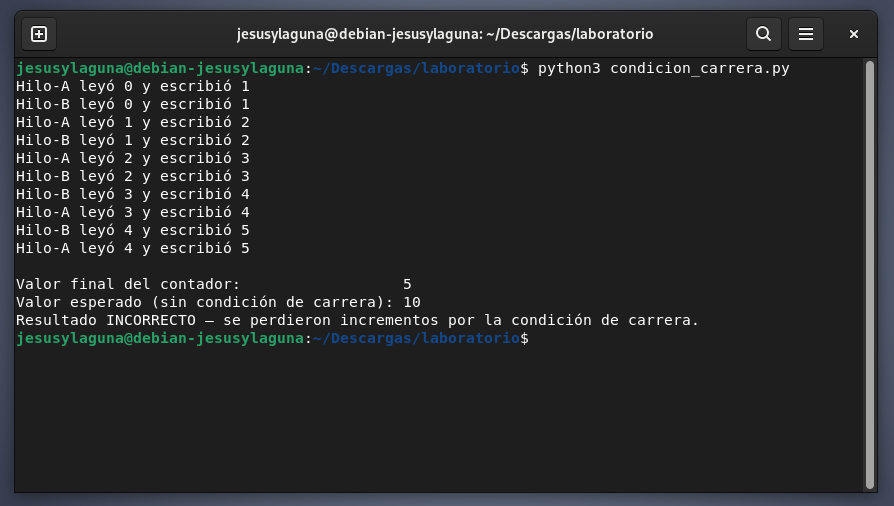 jesusylaguna@debian-jesusylaguna: ~/Descargas/laboratorio
jesusylaguna@debian-jesusylaguna:~/Descargas/laboratorio$ python3 condicion_carrera.py
Hilo-A leyó 0 y escribió 1
Hilo-B leyó 0 y escribió 1
Hilo-A leyó 1 y escribió 2
Hilo-B leyó 1 y escribió 2
Hilo-A leyó 2 y escribió 3
Hilo-B leyó 2 y escribió 3
Hilo-B leyó 3 y escribió 4
Hilo-A leyó 3 y escribió 4
Hilo-B leyó 4 y escribió 5
Hilo-A leyó 4 y escribió 5
Valor final del contador:                  5
Valor esperado (sin condición de carrera): 10
Resultado INCORRECTO — se perdieron incrementos por la condición de carrera.
jesusylaguna@debian-jesusylaguna:~/Descargas/laboratorio$